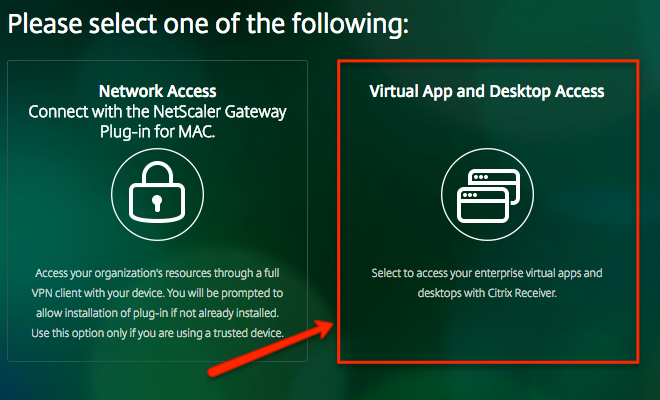 Please select one of the following:
Network Access
Connect with the NetScaler Gateway
Plug-in for MAC.
Access your organization's resources through a full
VPN client with your device. You will be prompted to
allow installation of plug-in if not already installed.
Use this option only if you are using a trusted device.
Virtual App and Desktop Access
Select to access your enterprise virtual apps and
desktops with Citrix Receiver.